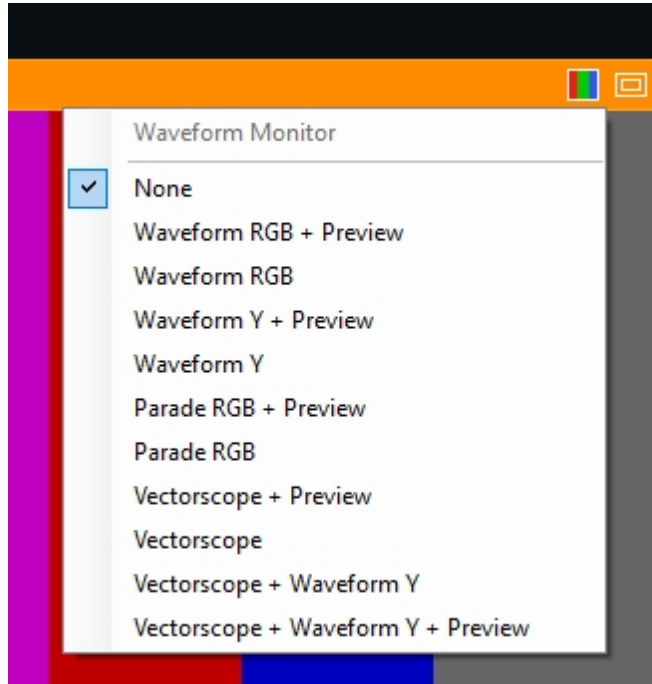 Waveform Monitor
None
Waveform RGB + Preview
Waveform RGB
Waveform Y + Preview
Waveform Y
Parade RGB + Preview
Parade RGB
Vectorscope + Preview
Vectorscope
Vectorscope + Waveform Y
Vectorscope + Waveform Y + Preview